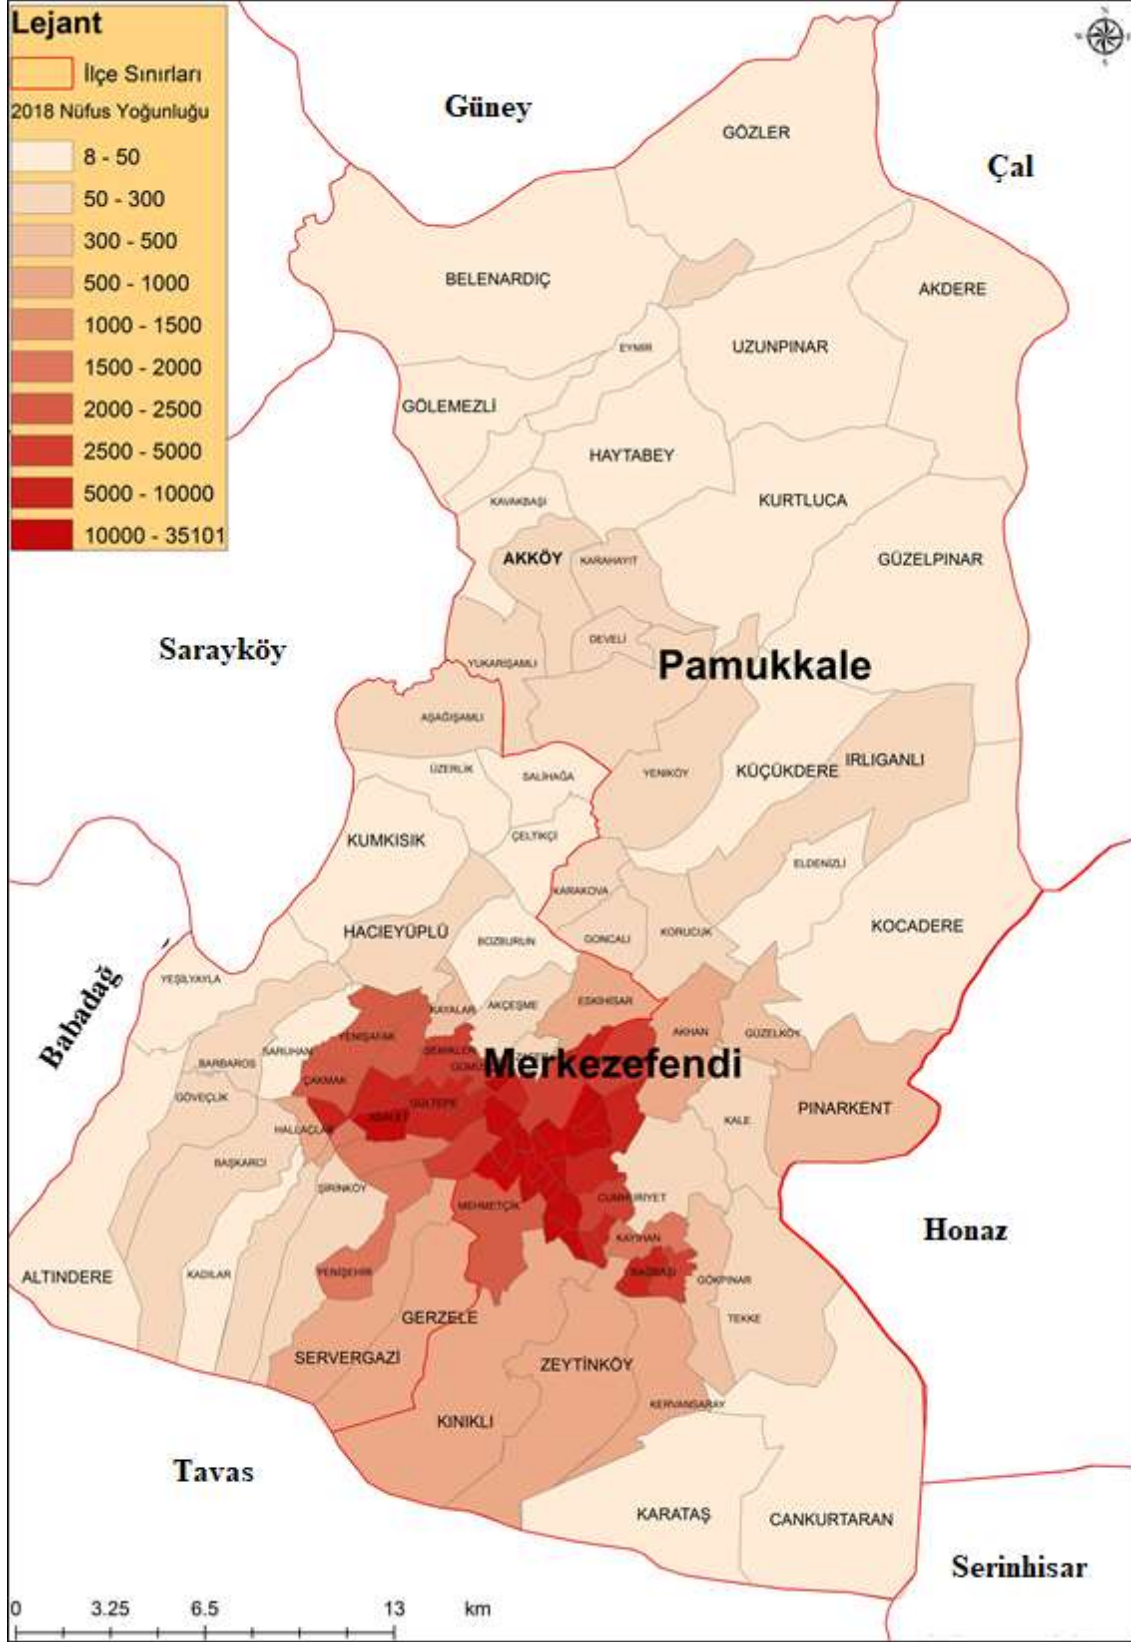 Lejant
İlçe Sınırları
2018 Nüfus Yoğunluğu
8 - 50
50 - 300
300 - 500
500 - 1000
1000 - 1500
1500 - 2000
2000 - 2500
2500 - 5000
5000 - 10000
10000 - 35101
Güney
Çal
GÖZLER
BELENARDIÇ
AKDERE
EYMİR
UZUNPINAR
GÖLEMEZLİ
HAYTABEY
KAVAKBAŞI
KURTLUCA
AKKÖY
KARAHAYIT
GÜZELPINAR
Sarayköy
DEVELİ
YUKARIŞAMLI
Pamukkale
AŞAĞIŞAMLI
ÜZERLİK
SALİHAĞA
YENİKÖY
KÜÇÜKDERE
IRLIGANLI
KUMKISIK
ÇELTİKÇİ
ELDENİZLİ
KARAKOVA
KOCADERE
HACIEYÜPLÜ
BOZBURUN
GONCALI
KORUCUK
Babadağ
YEŞİLYAYLA
KAYALAR
AKÇEŞME
ESKİHİSAR
YENİŞAFAK
AKHAN
GÜZELKÖY
SARUHAN
BARBAROS
Merkezefendi
ÇAKMAK
GÖVEÇLİK
GÜLTEPE
ADALET
HALLAÇLAR
PINARKENT
KALE
BAŞKARCI
ŞİRİNKÖY
MEHMETÇİK
CUMHURİYET
Honaz
KAYIHAN
ALTINDERE
KADILAR
YENİŞEHİR
BAĞBAŞI
GÖKPINAR
GERZELE
TEKKE
SERVERGAZİ
ZEYTİNKÖY
KERVANSARAY
KINIKLI
Tavas
KARATAŞ
CANKURTARAN
Serinhisar
0 3.25 6.5 13 km